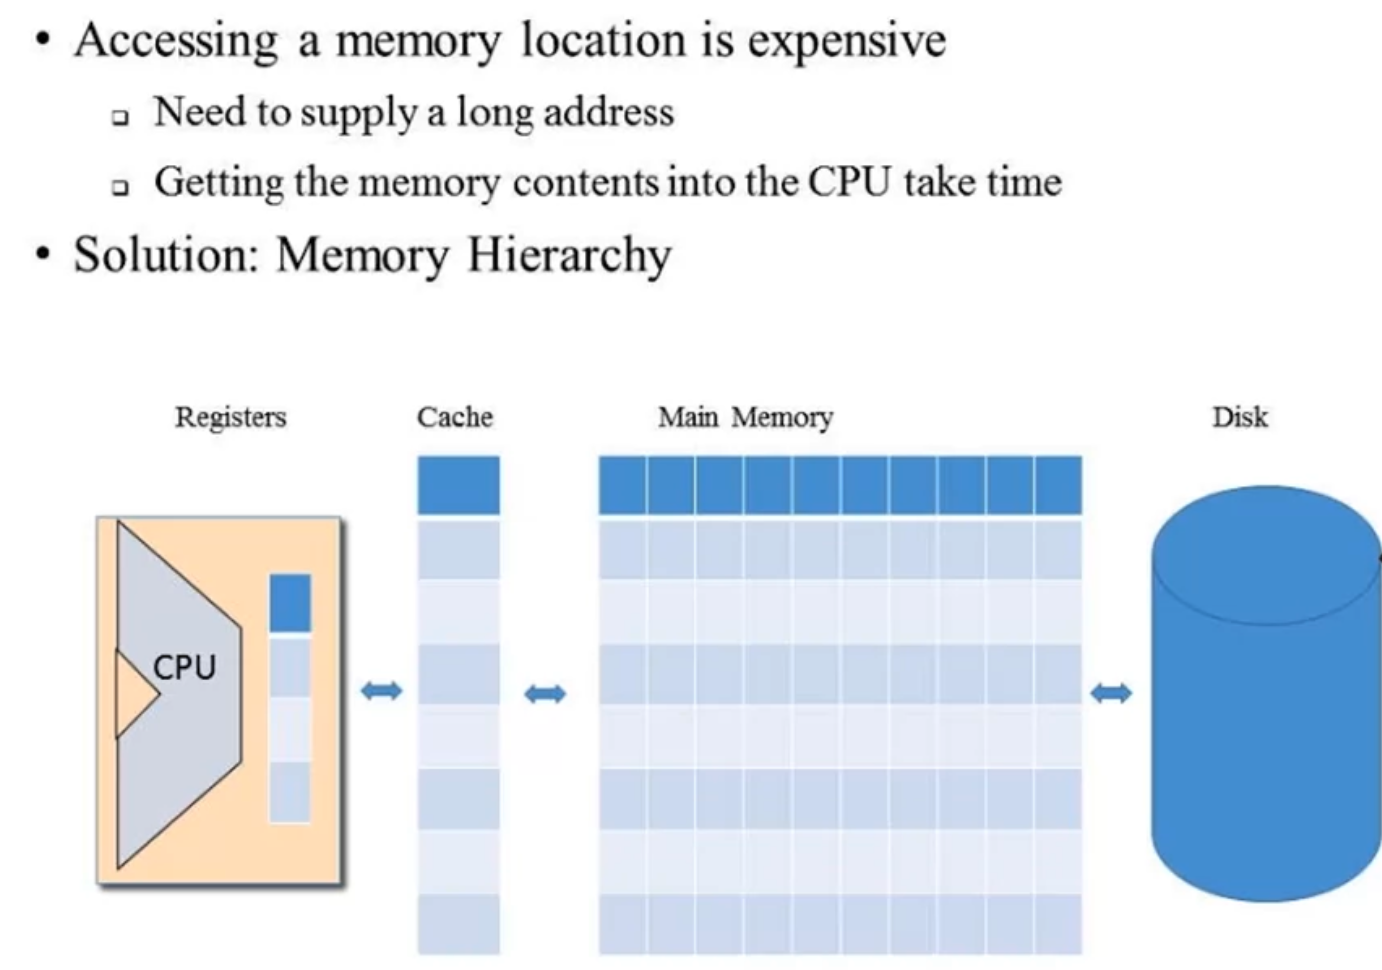 • Accessing a memory location is expensive
❑ Need to supply a long address
❑ Getting the memory contents into the CPU take time
• Solution: Memory Hierarchy
Registers Cache Main Memory Disk
CPU